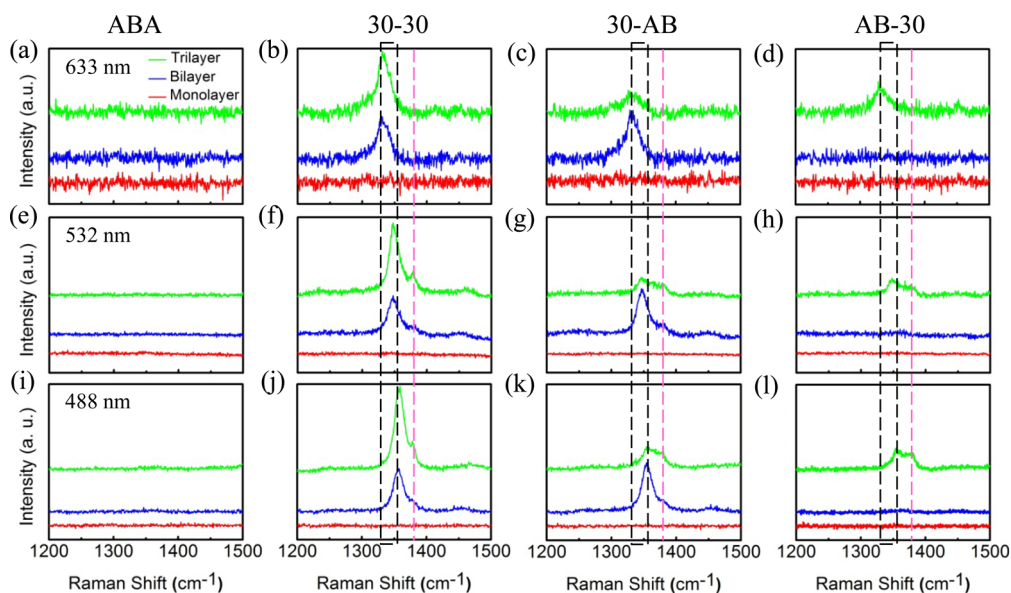 ABA 30-30 30-AB AB-30
(a) (b) (c) (d)
633 nm
Trilayer
Bilayer
Monolayer
Intensity (a.u.)
(e) (f) (g) (h)
532 nm
Intensity (a.u.)
(i) (j) (k) (l)
488 nm
Intensity (a. u.)
1200 1300 1400 1500 1200 1300 1400 1500 1200 1300 1400 1500 1200 1300 1400 1500
Raman Shift (cm⁻¹) Raman Shift (cm⁻¹) Raman Shift (cm⁻¹) Raman Shift (cm⁻¹)